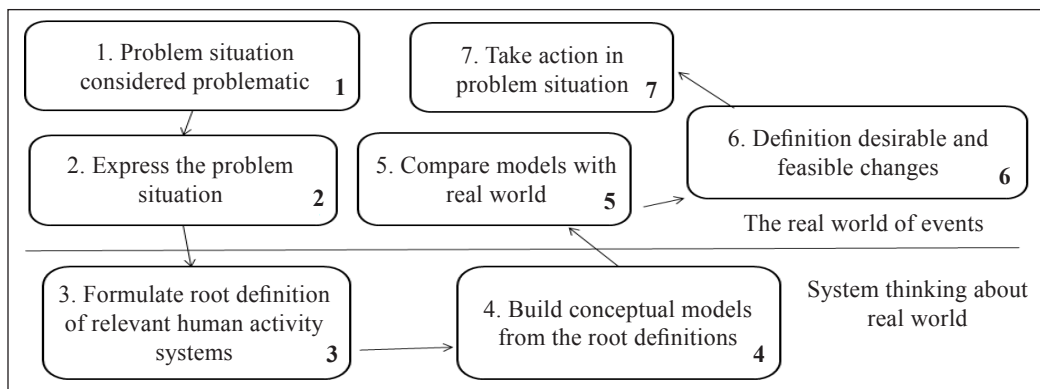 1. Problem situation
considered problematic
1
2. Express the problem
situation
2
3. Formulate root definition
of relevant human activity
systems
3
4. Build conceptual models
from the root definitions
4
5. Compare models with
real world
5
6. Definition desirable and
feasible changes
6
7. Take action in
problem situation
7
The real world of events
System thinking about
real world